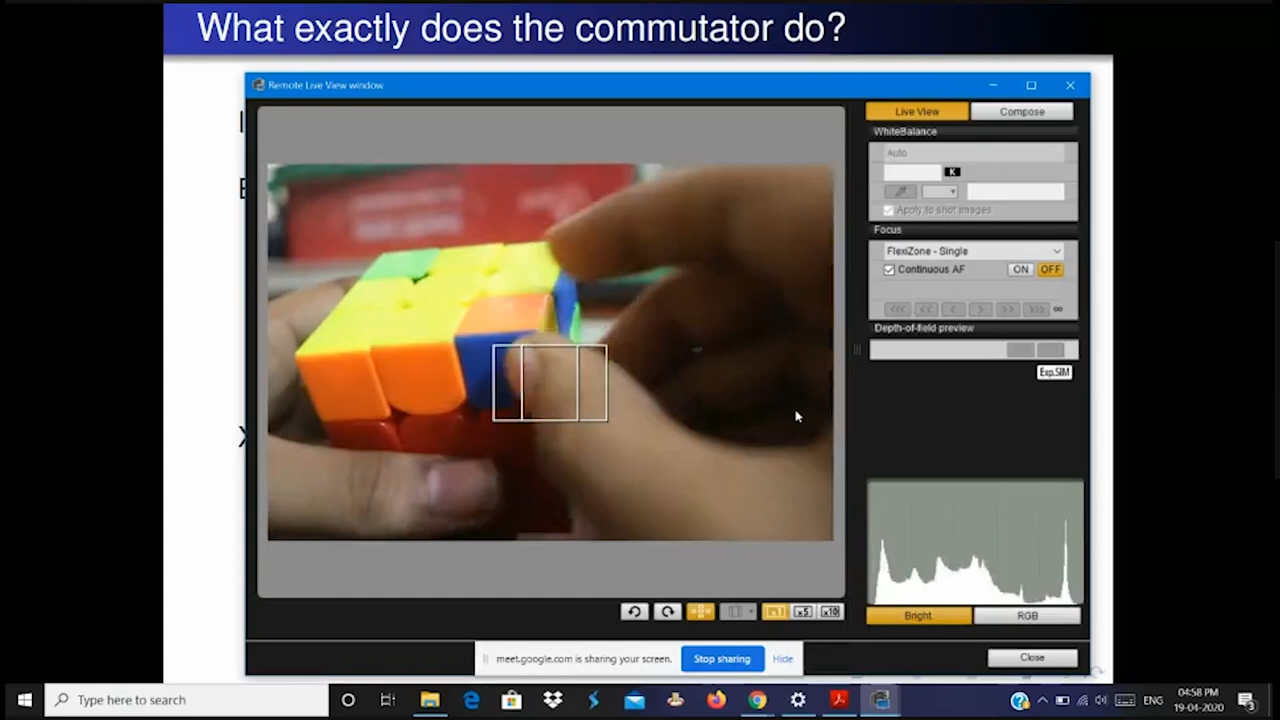 What exactly does the commutator do?
Remote Live View window
Live View
Compose
WhiteBalance
Auto
K
Apply to shot images
Focus
FlexiZone - Single
Continuous AF
ON
OFF
<<<
<<
<
>
>>
>>>
∞
Depth-of-field preview
Exp.SIM
X
x1
x5
x10
Bright
RGB
meet.google.com is sharing your screen.
Stop sharing
Hide
Close
Type here to search
ENG
04:58 PM
19-04-2020
3